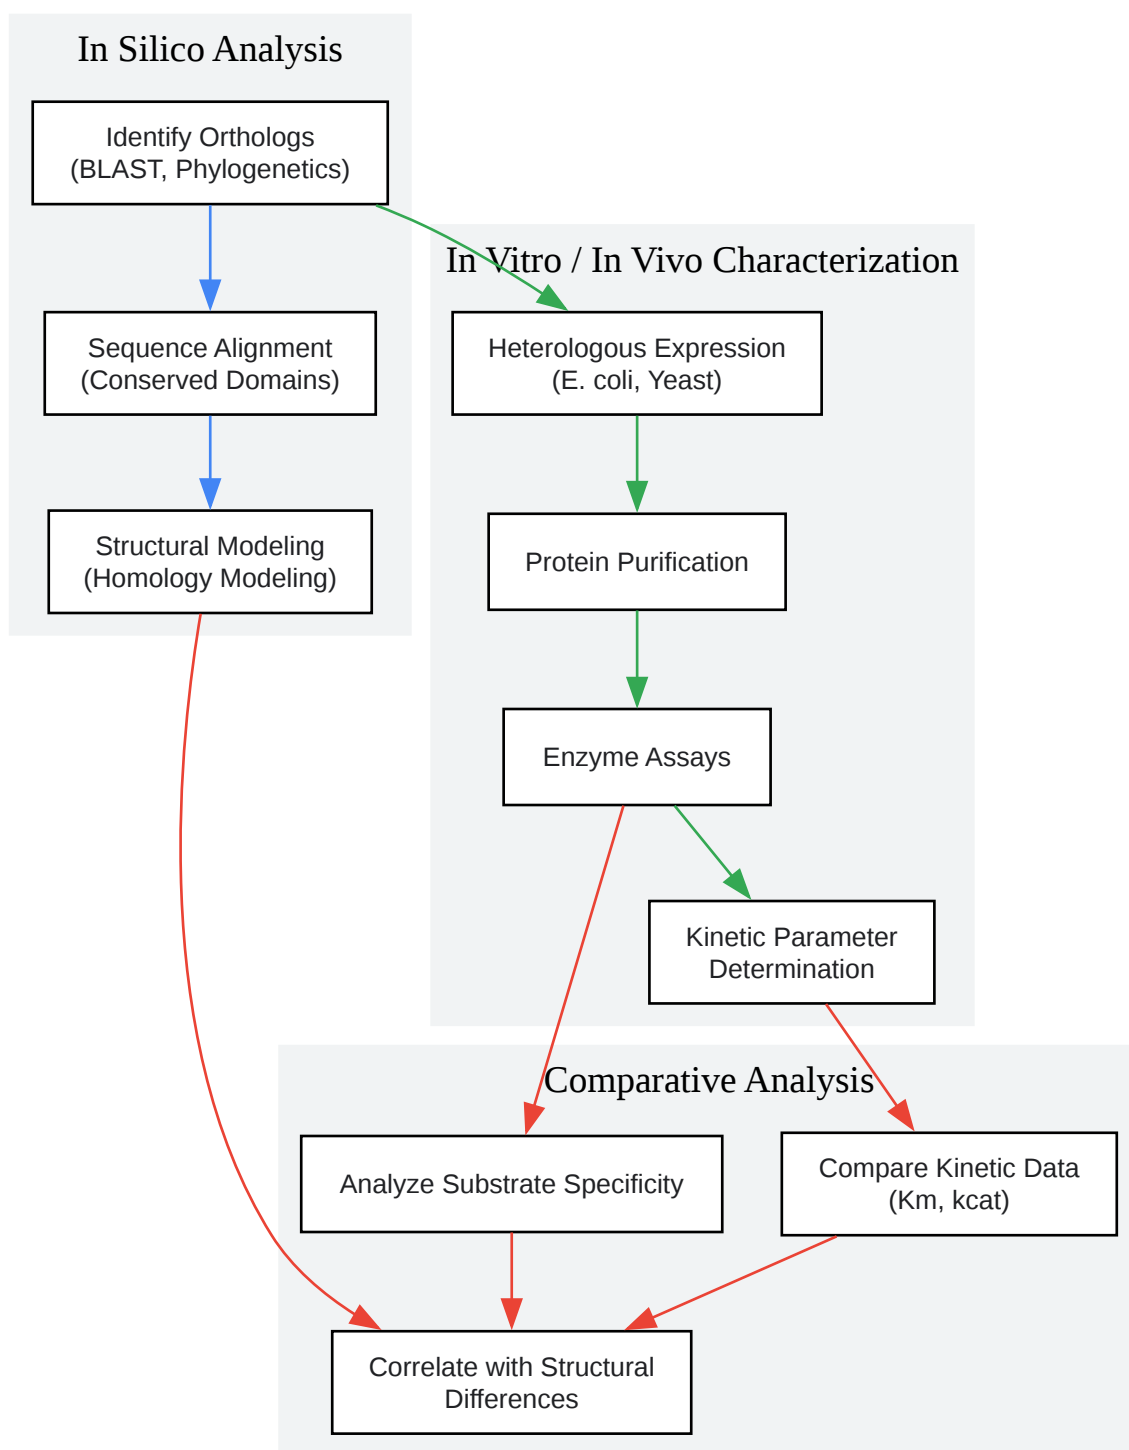 In Silico Analysis
Identify Orthologs
(BLAST, Phylogenetics)
Sequence Alignment
(Conserved Domains)
Structural Modeling
(Homology Modeling)
In Vitro / In Vivo Characterization
Heterologous Expression
(E. coli, Yeast)
Protein Purification
Enzyme Assays
Kinetic Parameter
Determination
Comparative Analysis
Analyze Substrate Specificity
Compare Kinetic Data
(Km, kcat)
Correlate with Structural
Differences